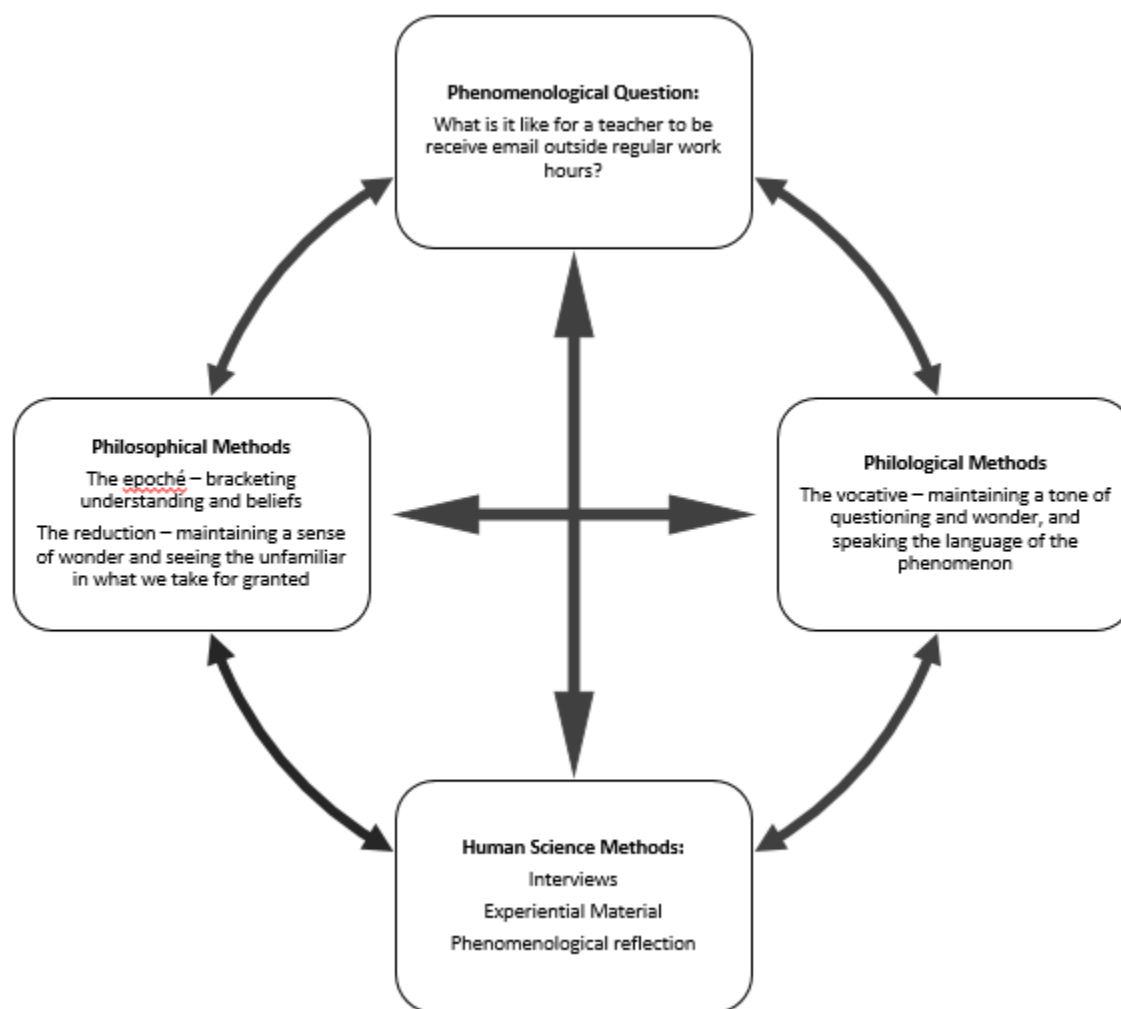 Phenomenological Question:
What is it like for a teacher to be
receive email outside regular work
hours?
Philosophical Methods
The epoché – bracketing
understanding and beliefs
The reduction – maintaining a sense
of wonder and seeing the unfamiliar
in what we take for granted
Philological Methods
The vocative – maintaining a tone of
questioning and wonder, and
speaking the language of the
phenomenon
Human Science Methods:
Interviews
Experiential Material
Phenomenological reflection